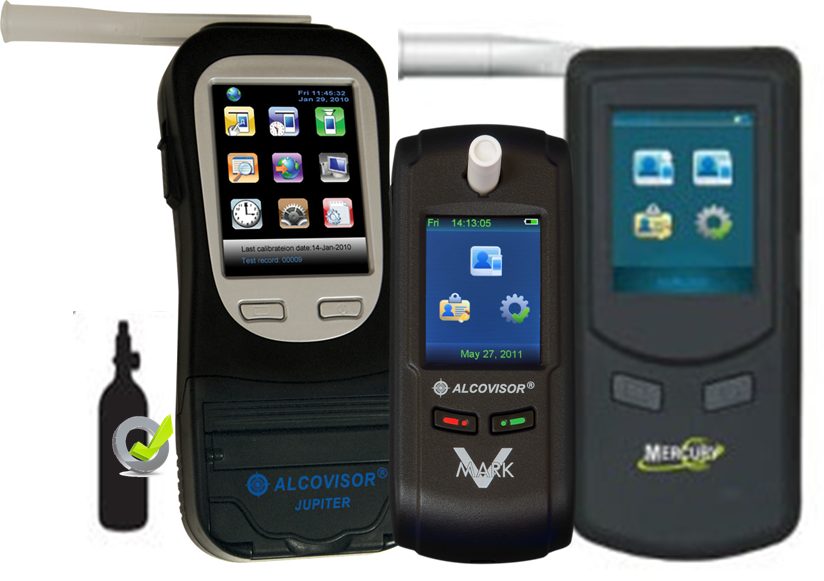 Fri 11:45:32
Jan 29, 2010
Last calibrateion date:14-Jan-2010
Test record: 00009
ALCOVISOR®
JUPITER
Fri 14:13:05
May 27, 2011
ALCOVISOR®
V
MARK
MERCURY